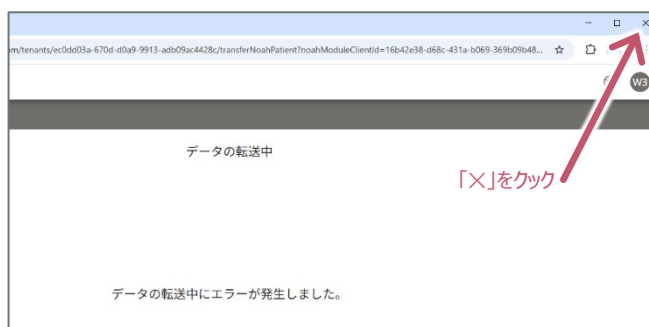 m/tenants/ec0dd03a-670d-d0a9-9913-adb09ac4428c/transferNoahPatient?noahModuleClientId=16b42e38-d68c-431a-b069-369b09b48...
W3
データの転送中
「×」をクック
データの転送中にエラーが発生しました。